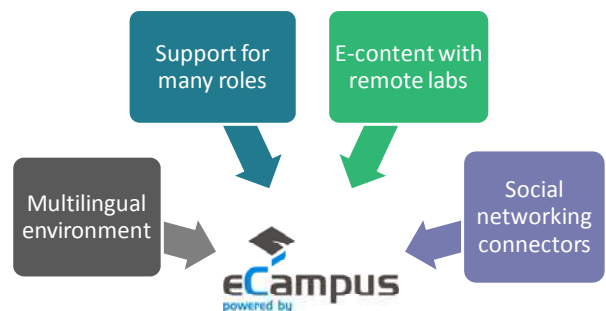 Support for
many roles
E-content with
remote labs
Multilingual
environment
Social
networking
connectors
eCampus
powered by